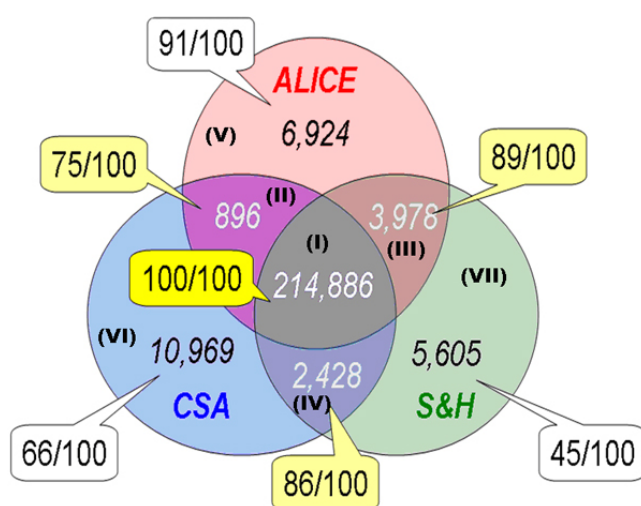 91/100
ALICE
(V)
6,924
75/100
89/100
(II)
896
3,978
(I)
(III)
100/100
214,886
(VII)
(VI)
10,969
2,428
5,605
CSA
(IV)
S&H
66/100
86/100
45/100